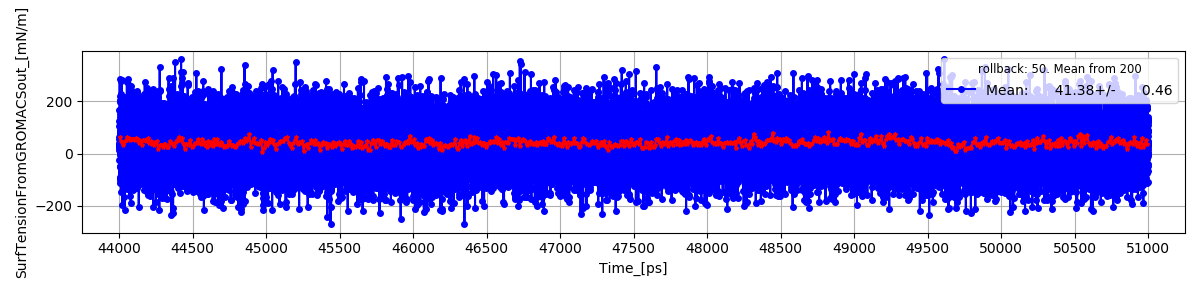 SurfTensionFromGROMACSout_[mN/m]
200
0
−200
rollback: 50. Mean from 200
Mean: 41.38+/- 0.46
44000 44500 45000 45500 46000 46500 47000 47500 48000 48500 49000 49500 50000 50500 51000
Time_[ps]